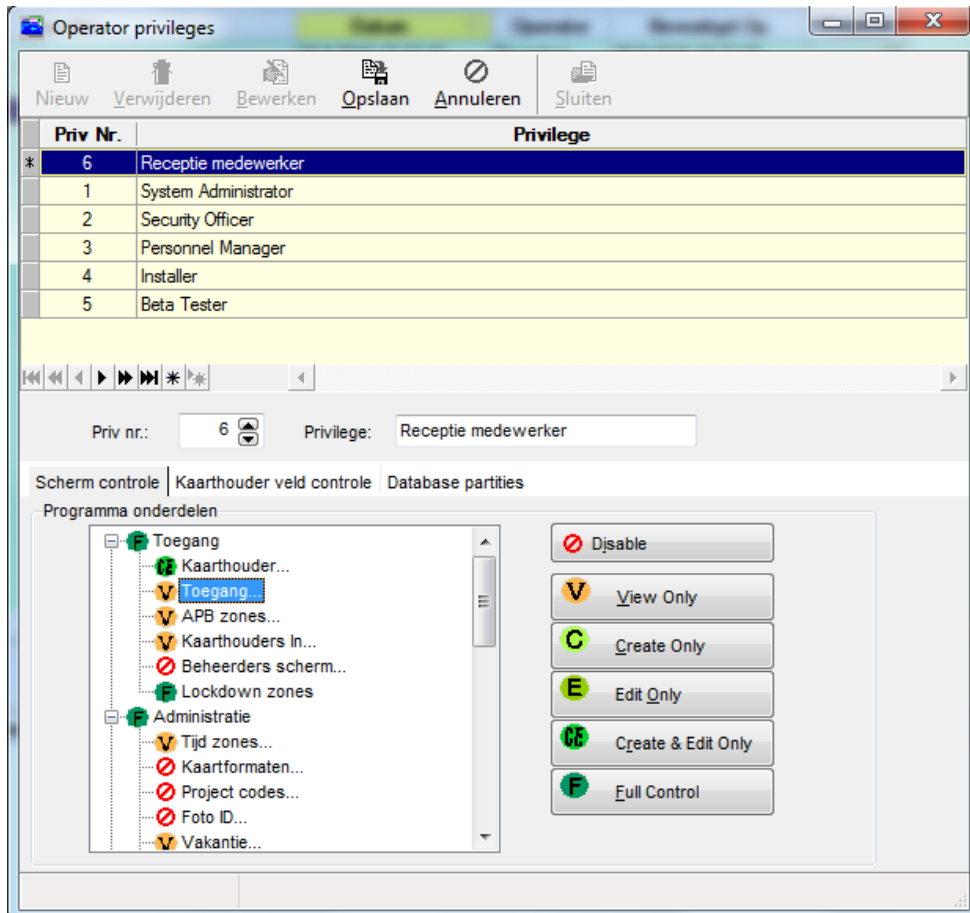 Operator privileges
Nieuw Verwijderen Bewerken Opslaan Annuleren Sluiten
Priv Nr. Privilege
* 6 Receptie medewerker
1 System Administrator
2 Security Officer
3 Personnel Manager
4 Installer
5 Beta Tester
Priv nr.: 6 Privilege: Receptie medewerker
Scherm controle Kaarthouder veld controle Database partities
Programma onderdelen
F Toegang
CE Kaarthouder...
V Toegang...
V APB zones...
V Kaarthouders In...
Beheerders scherm...
F Lockdown zones
F Administratie
V Tijd zones...
Kaartformaten...
Project codes...
Foto ID...
V Vakantie...
Disable
V View Only
C Create Only
E Edit Only
CE Create & Edit Only
F Full Control